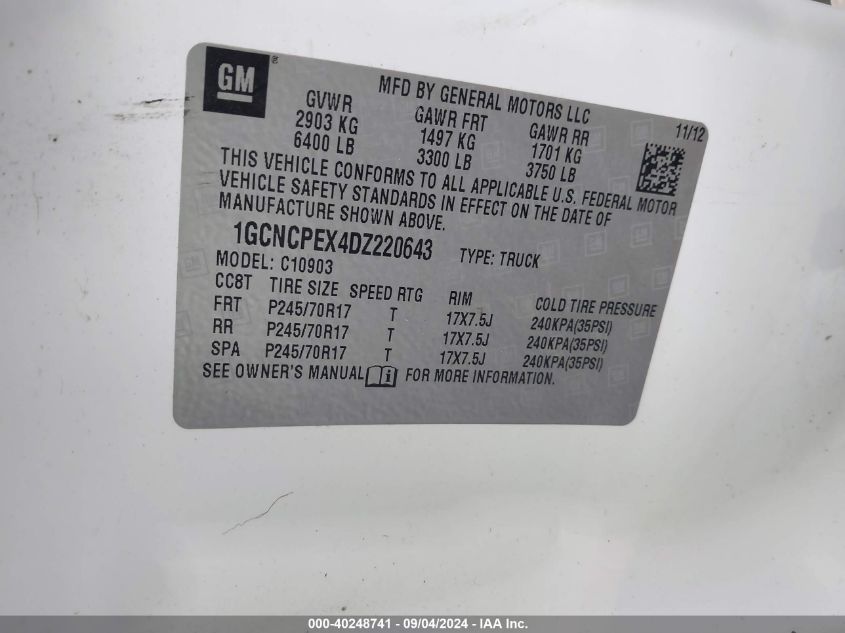 GM ®
MFD BY GENERAL MOTORS LLC
GVWR GAWR FRT GAWR RR 11/12
2903 KG 1497 KG 1701 KG
6400 LB 3300 LB 3750 LB
THIS VEHICLE CONFORMS TO ALL APPLICABLE U.S. FEDERAL MOTOR
VEHICLE SAFETY STANDARDS IN EFFECT ON THE DATE OF
MANUFACTURE SHOWN ABOVE.
1GCNCPEX4DZ220643 TYPE: TRUCK
MODEL: C10903
CC8T TIRE SIZE SPEED RTG RIM COLD TIRE PRESSURE
FRT P245/70R17 T 17X7.5J 240KPA(35PSI)
RR P245/70R17 T 17X7.5J 240KPA(35PSI)
SPA P245/70R17 T 17X7.5J 240KPA(35PSI)
SEE OWNER'S MANUAL FOR MORE INFORMATION.
000-40248741 - 09/04/2024 - IAA Inc.